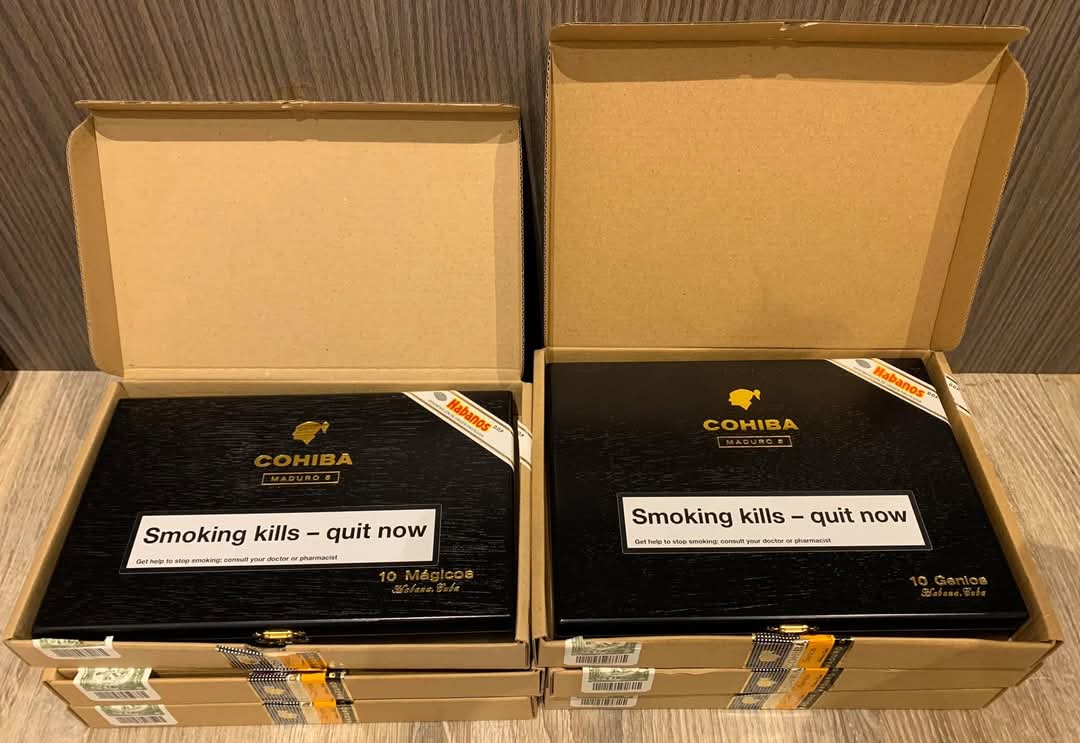 Habanos
COHIBA
MADURO 5
Smoking kills – quit now
Get help to stop smoking: consult your doctor or pharmacist
10 Mágicos
Habana, Cuba
Habanos
COHIBA
MADURO 5
Smoking kills – quit now
Get help to stop smoking: consult your doctor or pharmacist
10 Genios
Habana, Cuba